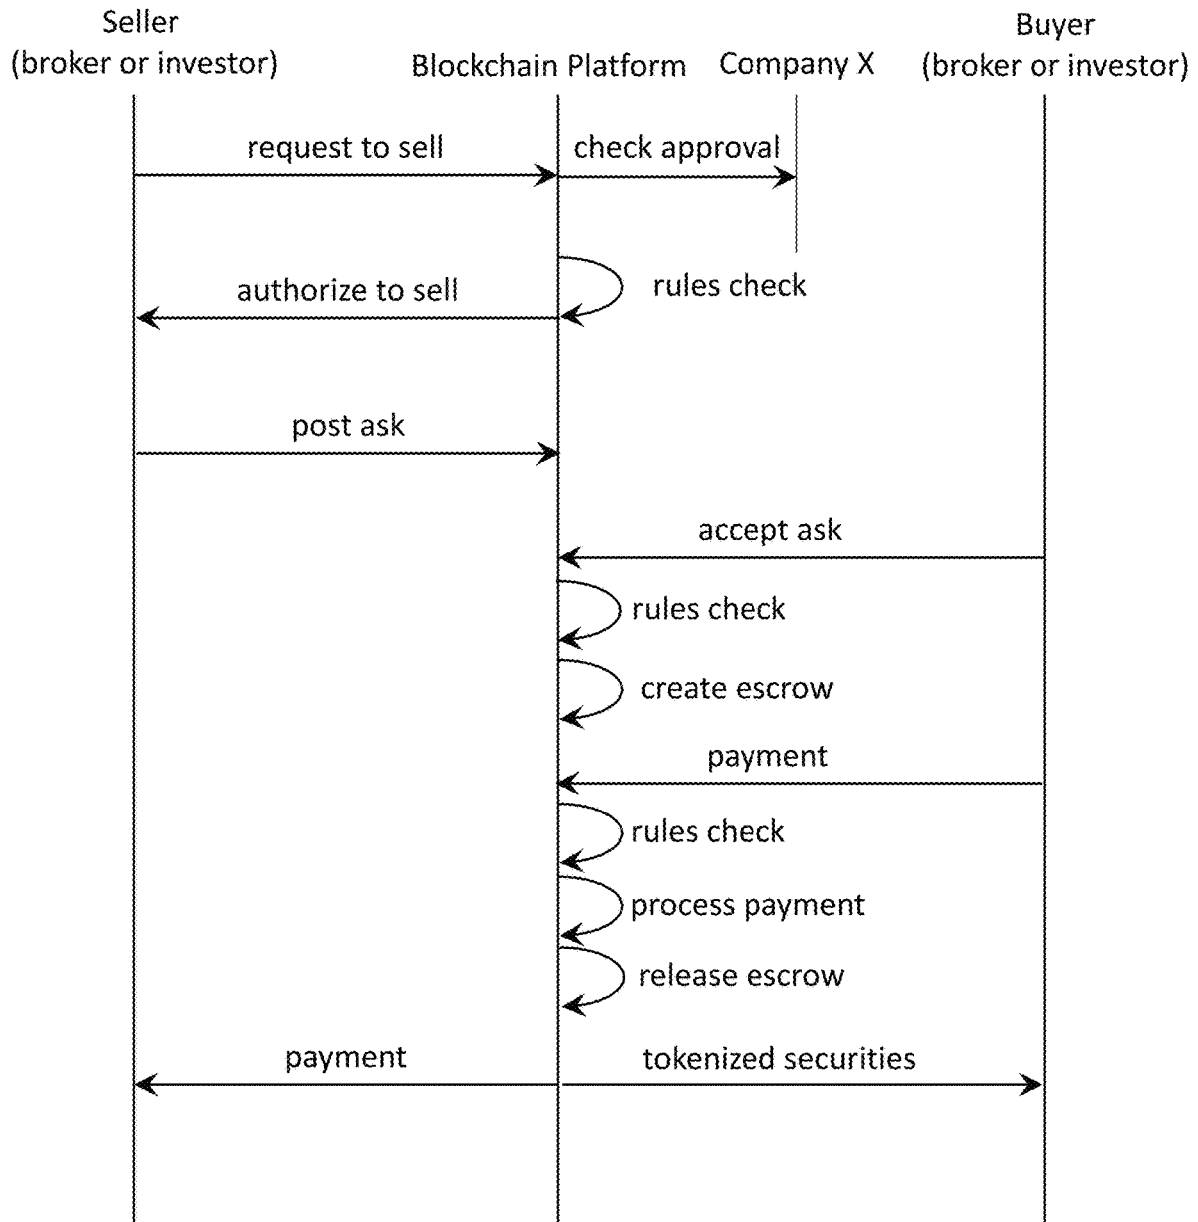 Seller
(broker or investor)
Blockchain Platform
Company X
Buyer
(broker or investor)
request to sell
check approval
rules check
authorize to sell
post ask
accept ask
rules check
create escrow
payment
rules check
process payment
release escrow
payment
tokenized securities